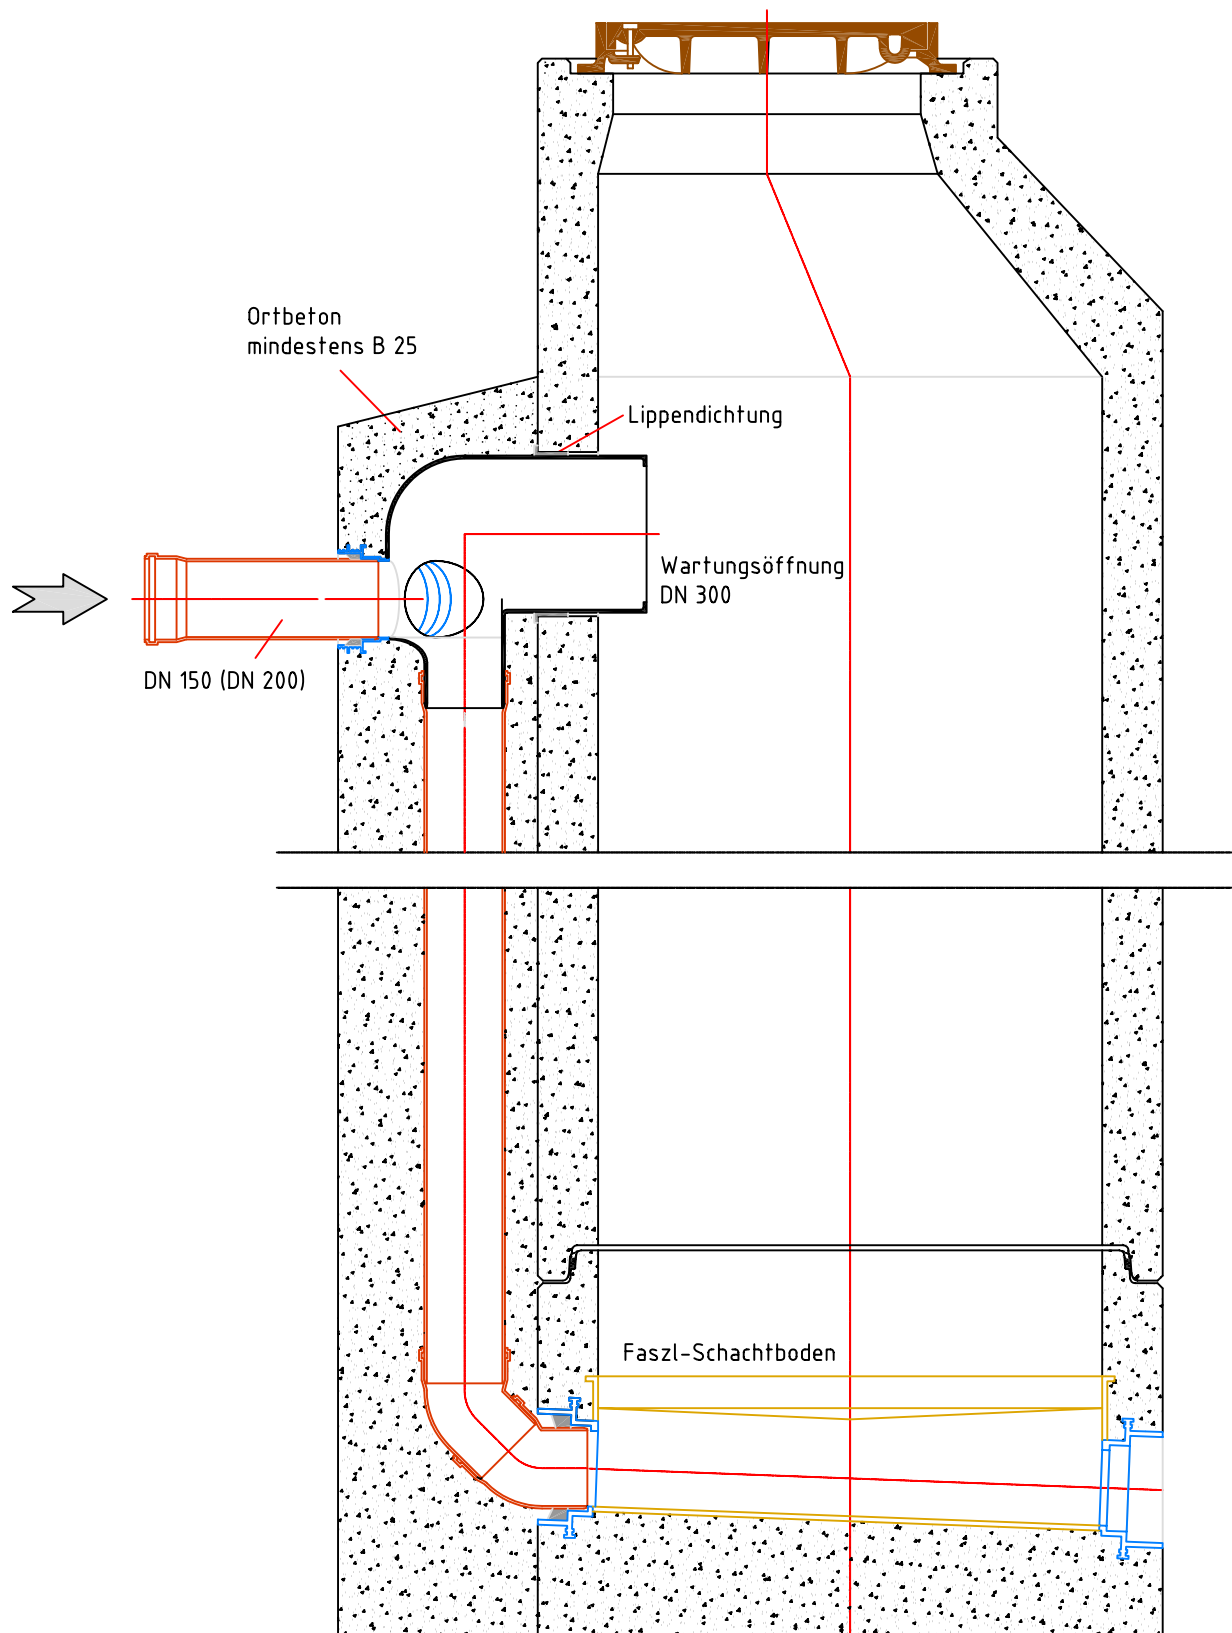 Ortbeton
mindestens B 25
Lippendichtung
Wartungsöffnung
DN 300
DN 150 (DN 200)
Faszl-Schachtboden